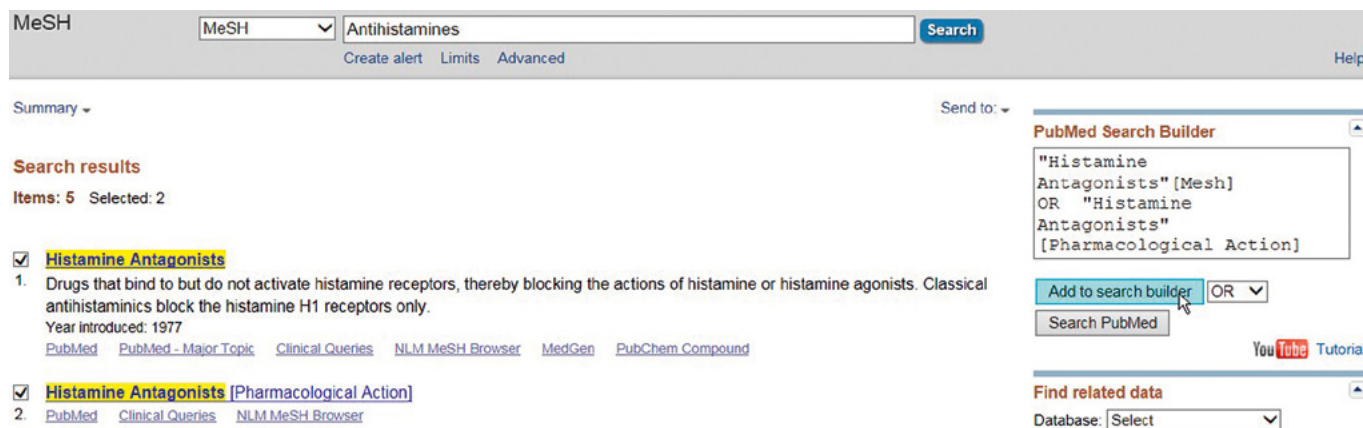 MeSH
MeSH Antihistamines Search
Create alert Limits Advanced Help
Summary
Send to:
Search results
Items: 5 Selected: 2
Histamine Antagonists
1. Drugs that bind to but do not activate histamine receptors, thereby blocking the actions of histamine or histamine agonists. Classical
antihistaminics block the histamine H1 receptors only.
Year introduced: 1977
PubMed PubMed - Major Topic Clinical Queries NLM MeSH Browser MedGen PubChem Compound
Histamine Antagonists [Pharmacological Action]
2. PubMed Clinical Queries NLM MeSH Browser
PubMed Search Builder
"Histamine
Antagonists"[Mesh]
OR "Histamine
Antagonists"
[Pharmacological Action]
Add to search builder OR
Search PubMed
YouTube Tutoria
Find related data
Database: Select